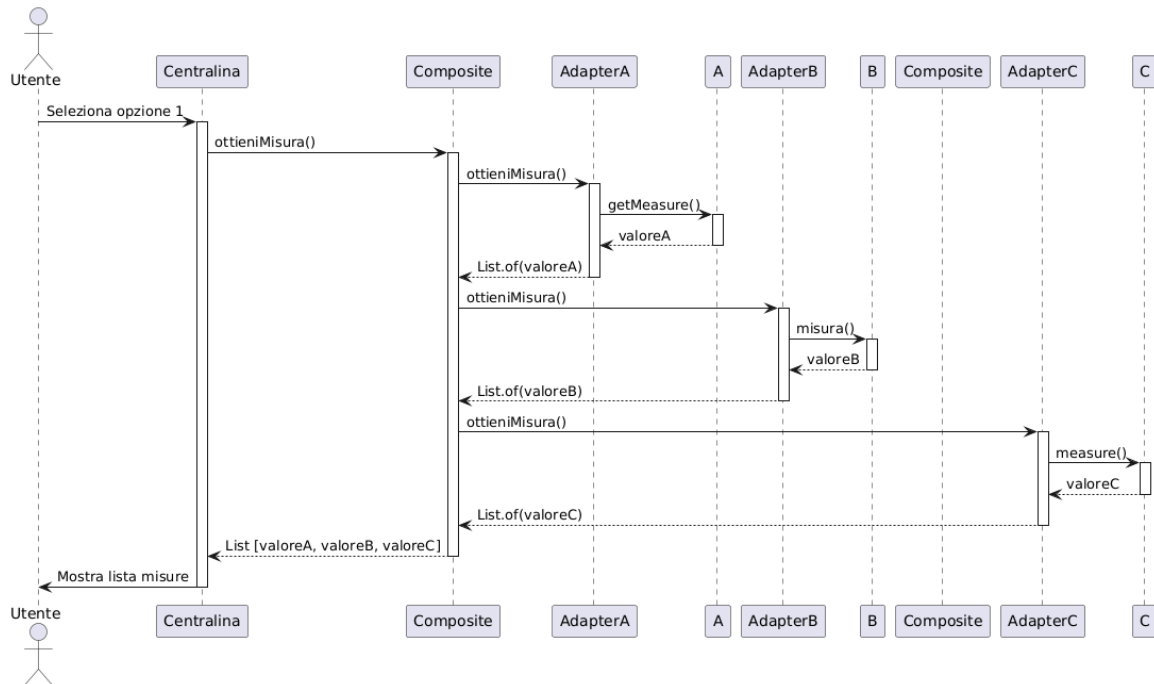 Utente
Centralina
Composite
AdapterA
A
AdapterB
B
Composite
AdapterC
C
Seleziona opzione 1
ottieniMisura()
ottieniMisura()
getMeasure()
valoreA
List.of(valoreA)
ottieniMisura()
misura()
valoreB
List.of(valoreB)
ottieniMisura()
measure()
valoreC
List.of(valoreC)
List [valoreA, valoreB, valoreC]
Mostra lista misure
Utente
Centralina
Composite
AdapterA
A
AdapterB
B
Composite
AdapterC
C